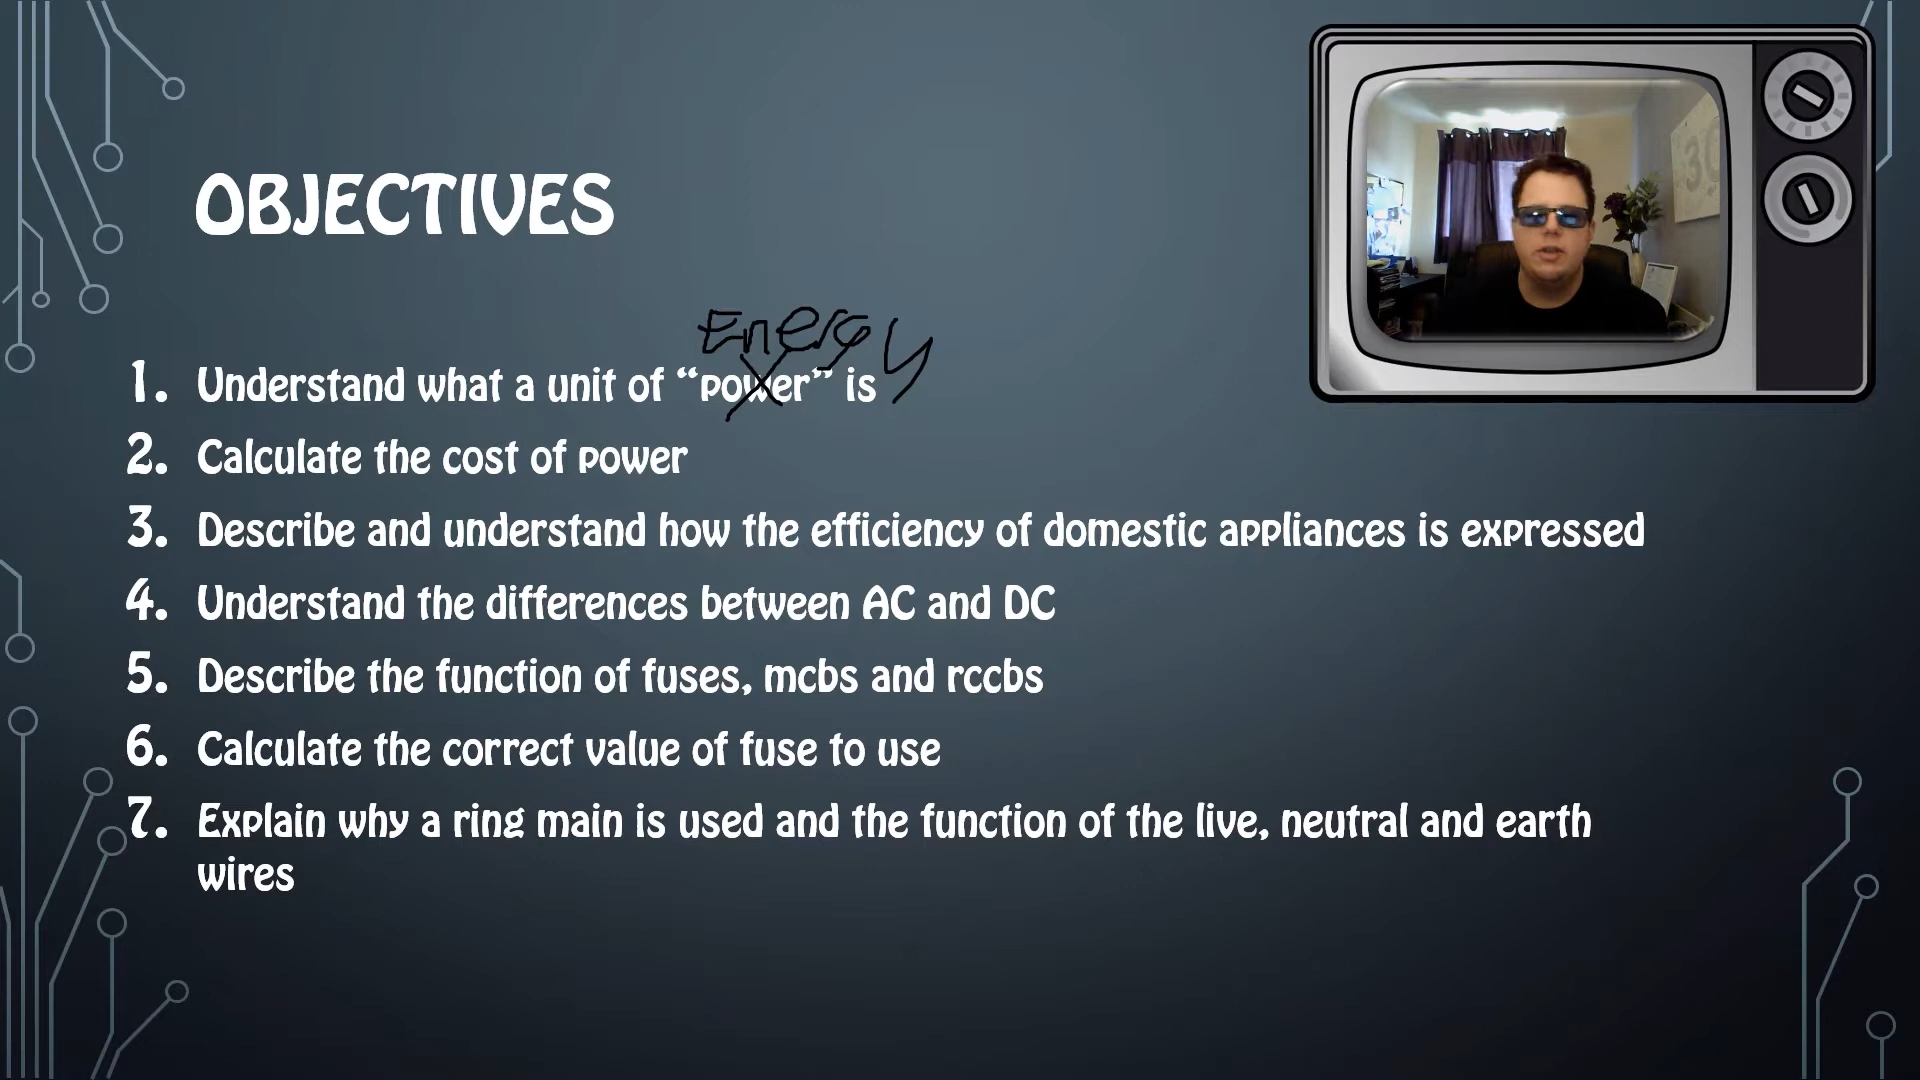 OBJECTIVES
Energy
1. Understand what a unit of “power” is
2. Calculate the cost of power
3. Describe and understand how the efficiency of domestic appliances is expressed
4. Understand the differences between AC and DC
5. Describe the function of fuses, mcbs and rccbs
6. Calculate the correct value of fuse to use
7. Explain why a ring main is used and the function of the live, neutral and earth
wires